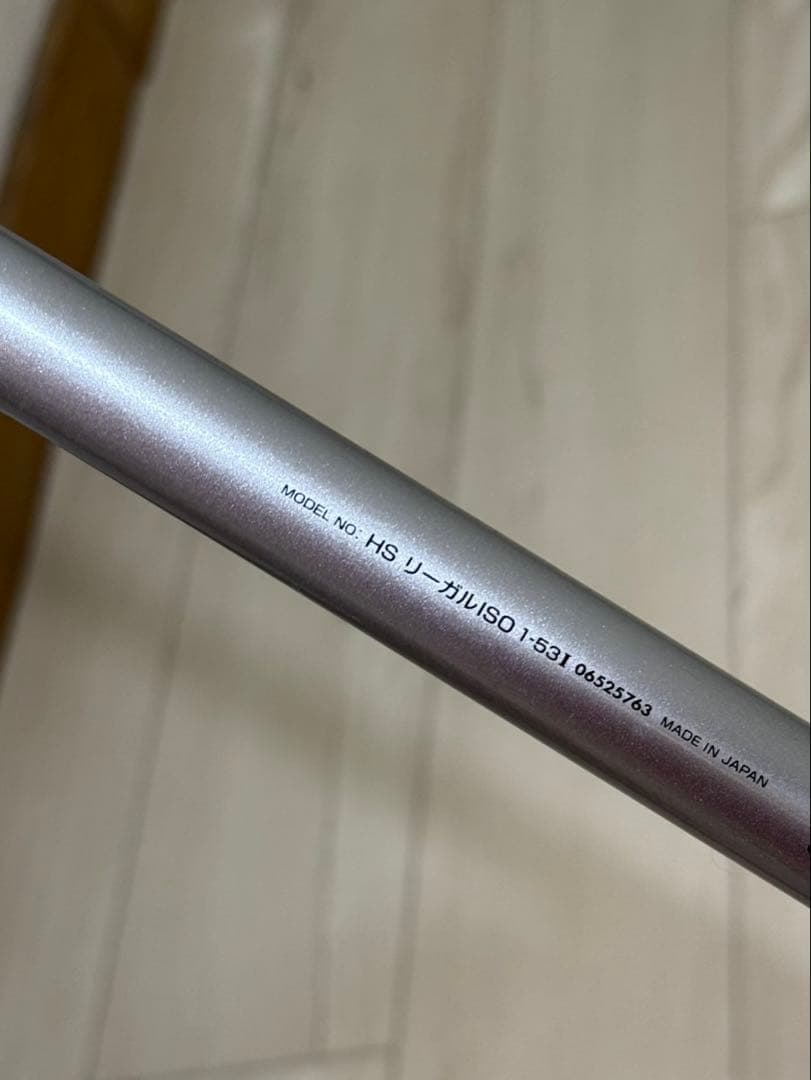 MODEL NO: HS リーガルISO 1-53I 06525763 MADE IN JAPAN